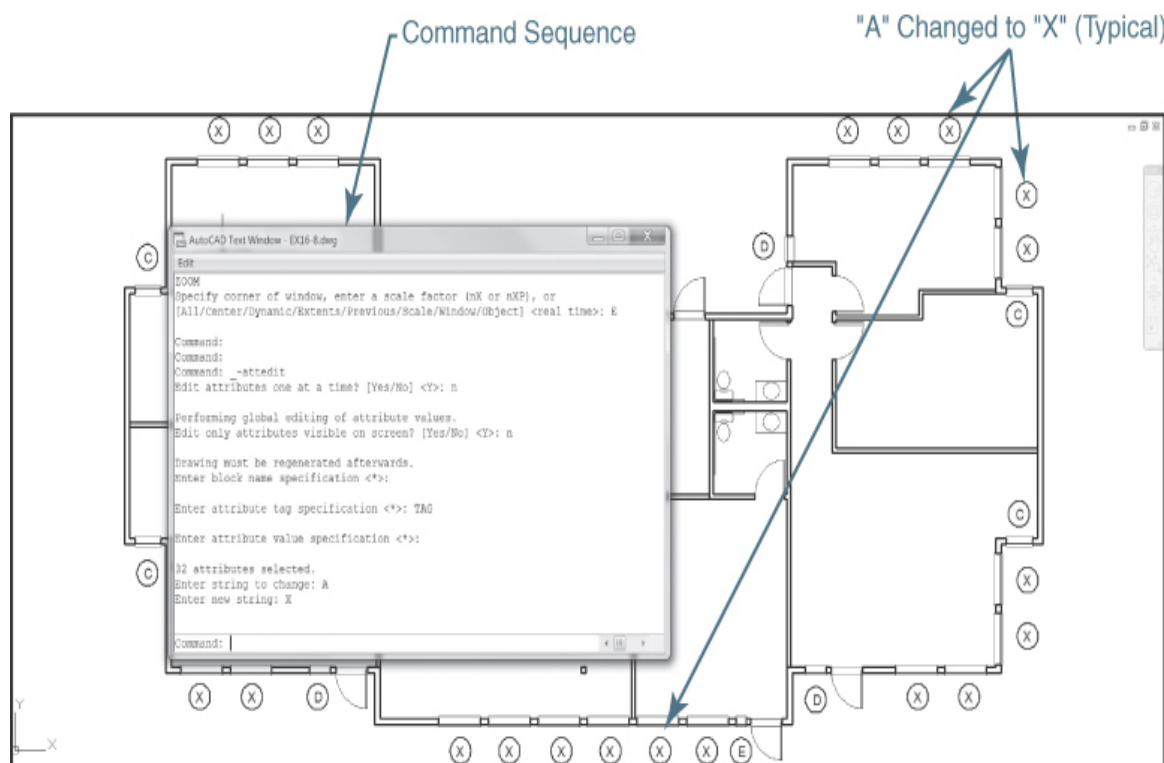 Command Sequence
"A" Changed to "X" (Typical)
X X X
X X X
X
X
C
D
C
AutoCAD Text Window - EX16-8.dwg
Edit
ZOOM
Specify corner of window, enter a scale factor (nX or nXP), or
[All/Center/Dynamic/Extents/Previous/Scale/Window/Object] <real time>: E
Command:
Command:
Command: _-attedit
Edit attributes one at a time? [Yes/No] <Y>: n
Performing global editing of attribute values.
Edit only attributes visible on screen? [Yes/No] <Y>: n
Drawing must be regenerated afterwards.
Enter block name specification <*>:
Enter attribute tag specification <*>: TAG
Enter attribute value specification <*>:
32 attributes selected.
Enter string to change: A
Enter new string: X
Command:
C
C
X
X
X X D
D X X
X X X X X X E
Y
X